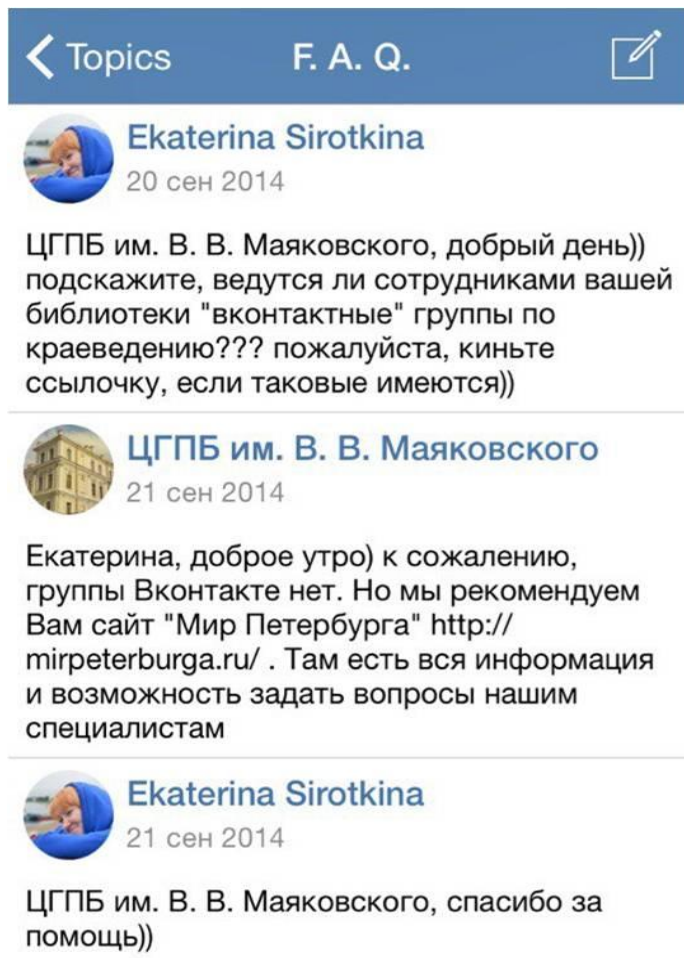 Topics
F. A. Q.
Ekaterina Sirotkina
20 сен 2014
ЦГПБ им. В. В. Маяковского, добрый день))
подскажите, ведутся ли сотрудниками вашей
библиотеки "вконтактные" группы по
краеведению??? пожалуйста, киньте
ссылочку, если таковые имеются))
ЦГПБ им. В. В. Маяковского
21 сен 2014
Екатерина, доброе утро) к сожалению,
группы Вконтакте нет. Но мы рекомендуем
Вам сайт "Мир Петербурга" http://
mirpeterburga.ru/ . Там есть вся информация
и возможность задать вопросы нашим
специалистам
Ekaterina Sirotkina
21 сен 2014
ЦГПБ им. В. В. Маяковского, спасибо за
помощь))